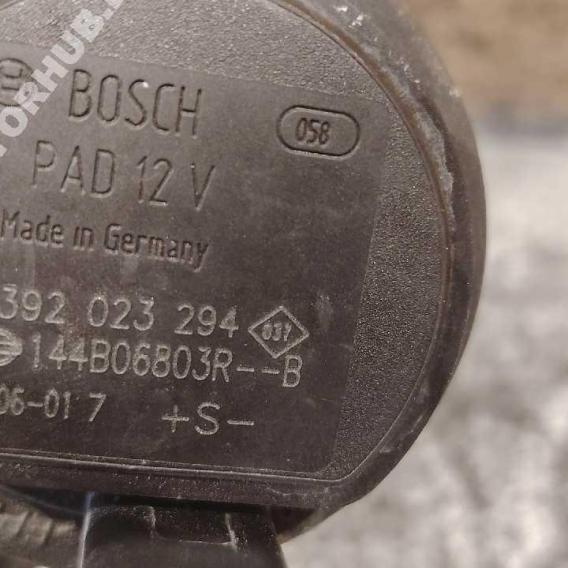 BOSCH
058
PAD 12 V
Made in Germany
392 023 294
144B06803R--B
06-01 7 +S-